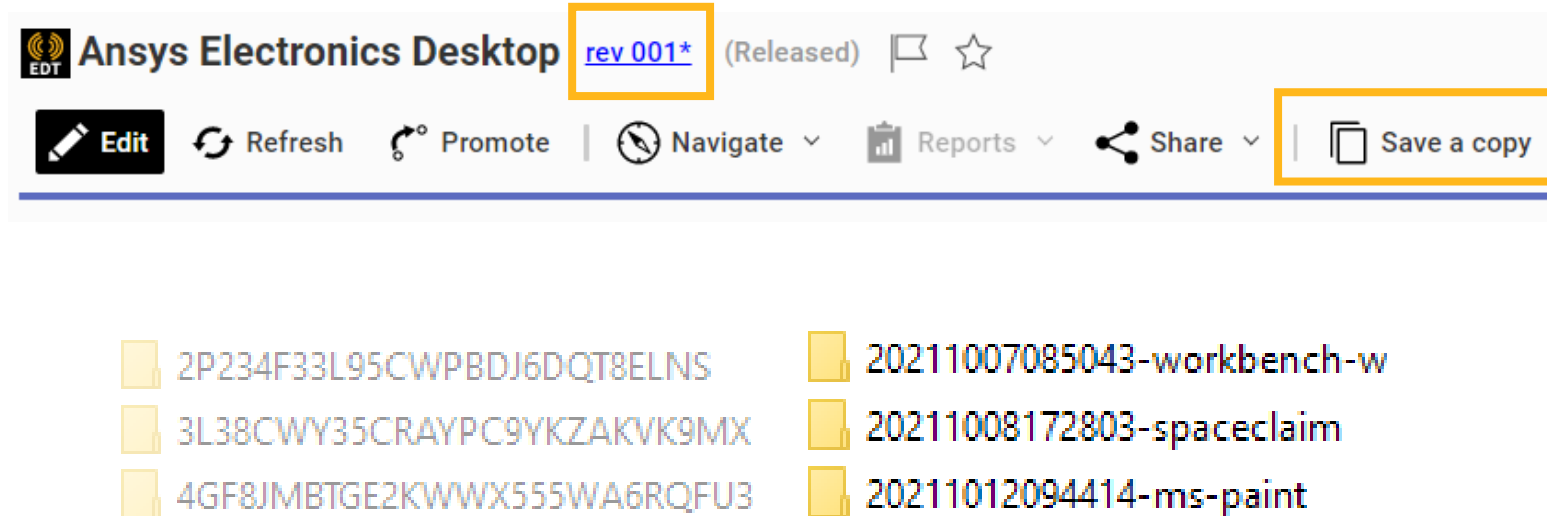 EDT Ansys Electronics Desktop rev 001* (Released)
Edit Refresh Promote Navigate Reports Share Save a copy
2P234F33L95CWPBDJ6DQT8ELNS
3L38CWY35CRAYPC9YKZAKVK9MX
4GF8JMBTGE2KWWX555WA6RQFU3
20211007085043-workbench-w
20211008172803-spaceclaim
20211012094414-ms-paint